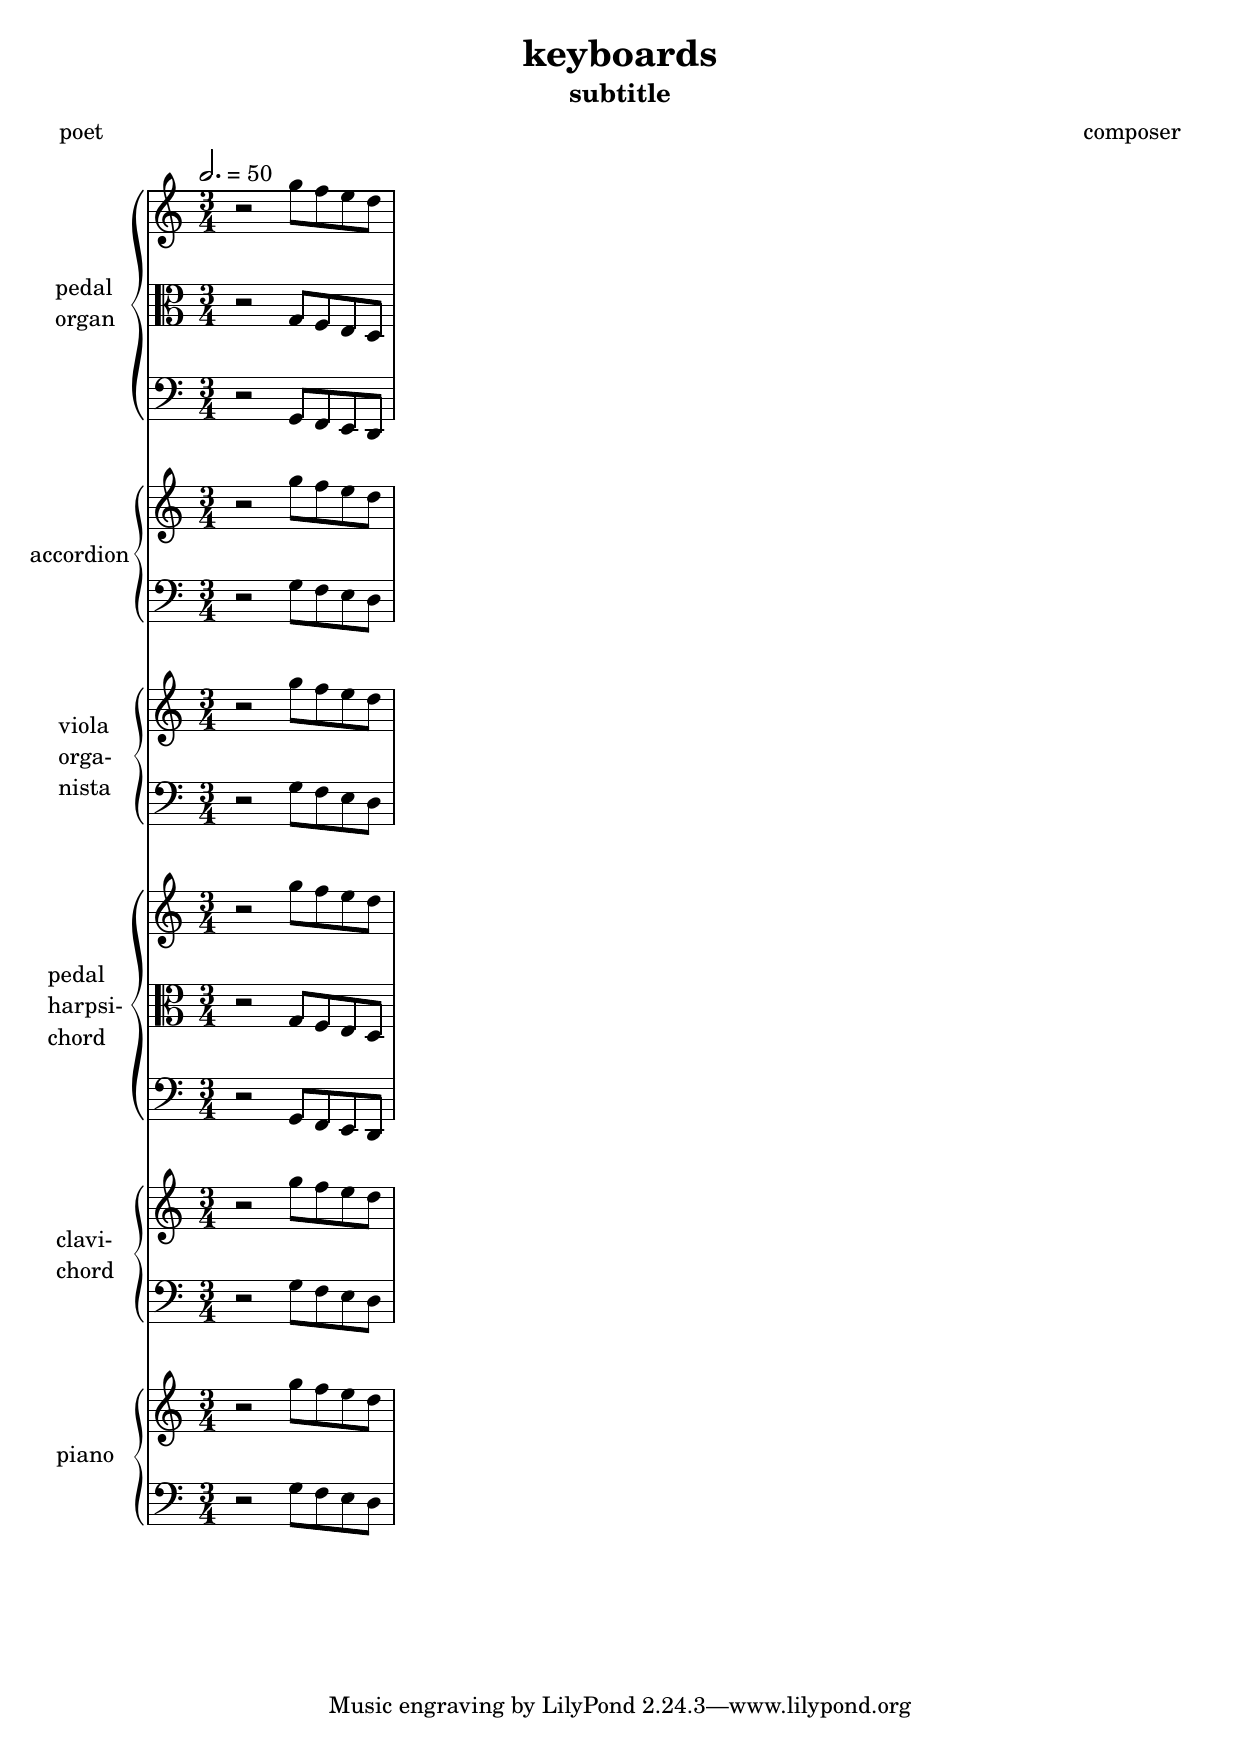 keyboards
subtitle
poet
composer
= 50
pedal
organ
accordion
viola
orga-
nista
pedal
harpsi-
chord
clavi-
chord
piano
Music engraving by LilyPond 2.24.3—www.lilypond.org